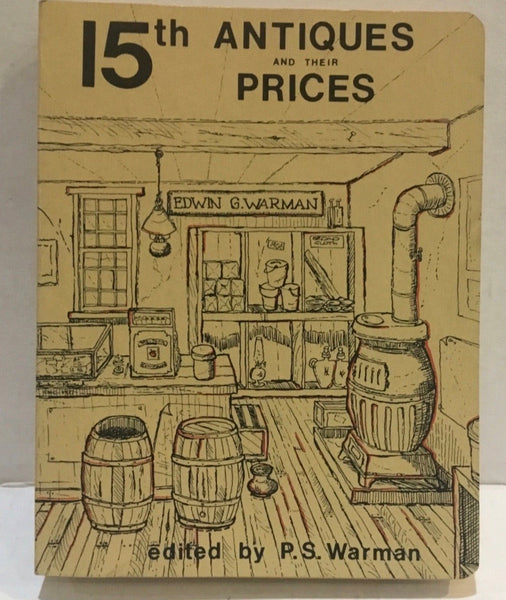 15th ANTIQUES
AND THEIR
PRICES
EDWIN G. WARMAN
edited by P.S. Warman